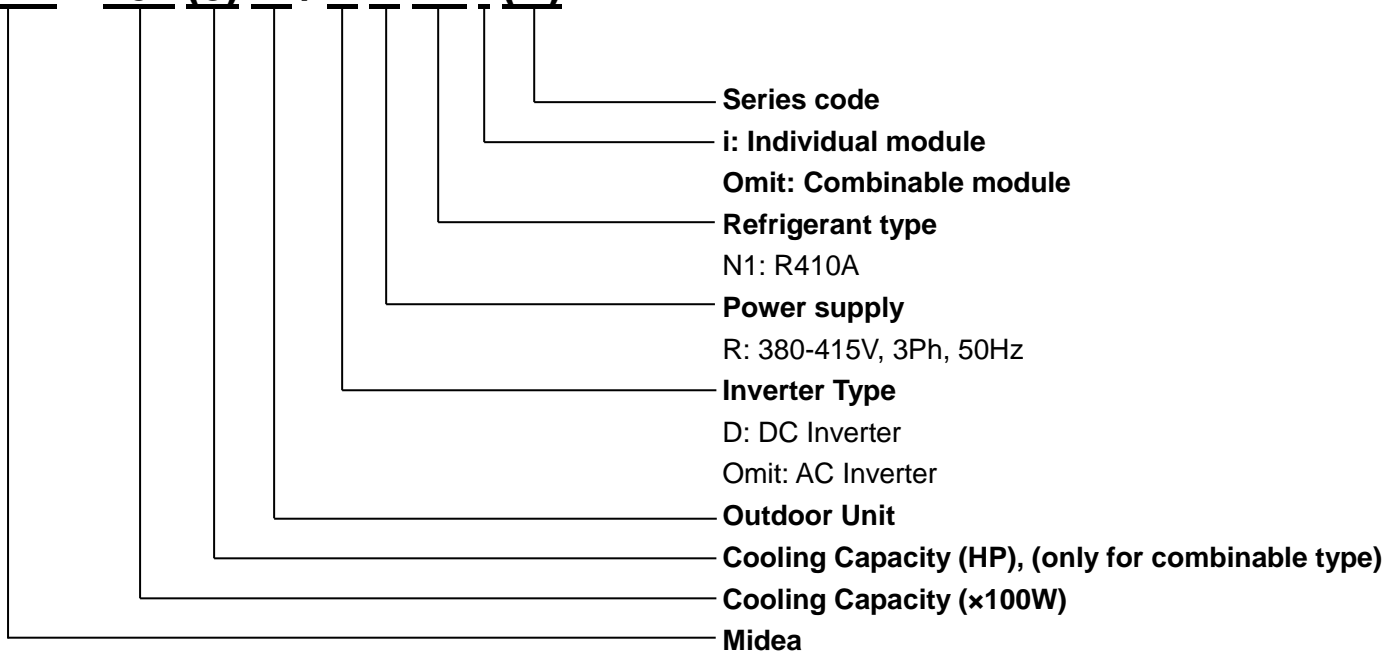 Series code
i: Individual module
Omit: Combinable module
Refrigerant type
N1: R410A
Power supply
R: 380-415V, 3Ph, 50Hz
Inverter Type
D: DC Inverter
Omit: AC Inverter
Outdoor Unit
Cooling Capacity (HP), (only for combinable type)
Cooling Capacity (×100W)
Midea